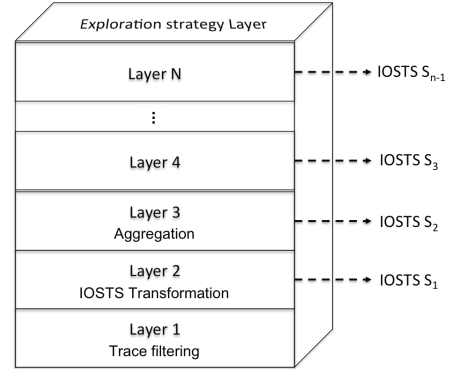 Exploration strategy Layer
Layer N
IOSTS Sn-1
⋮
Layer 4
IOSTS S3
Layer 3
Aggregation
IOSTS S2
Layer 2
IOSTS Transformation
IOSTS S1
Layer 1
Trace filtering